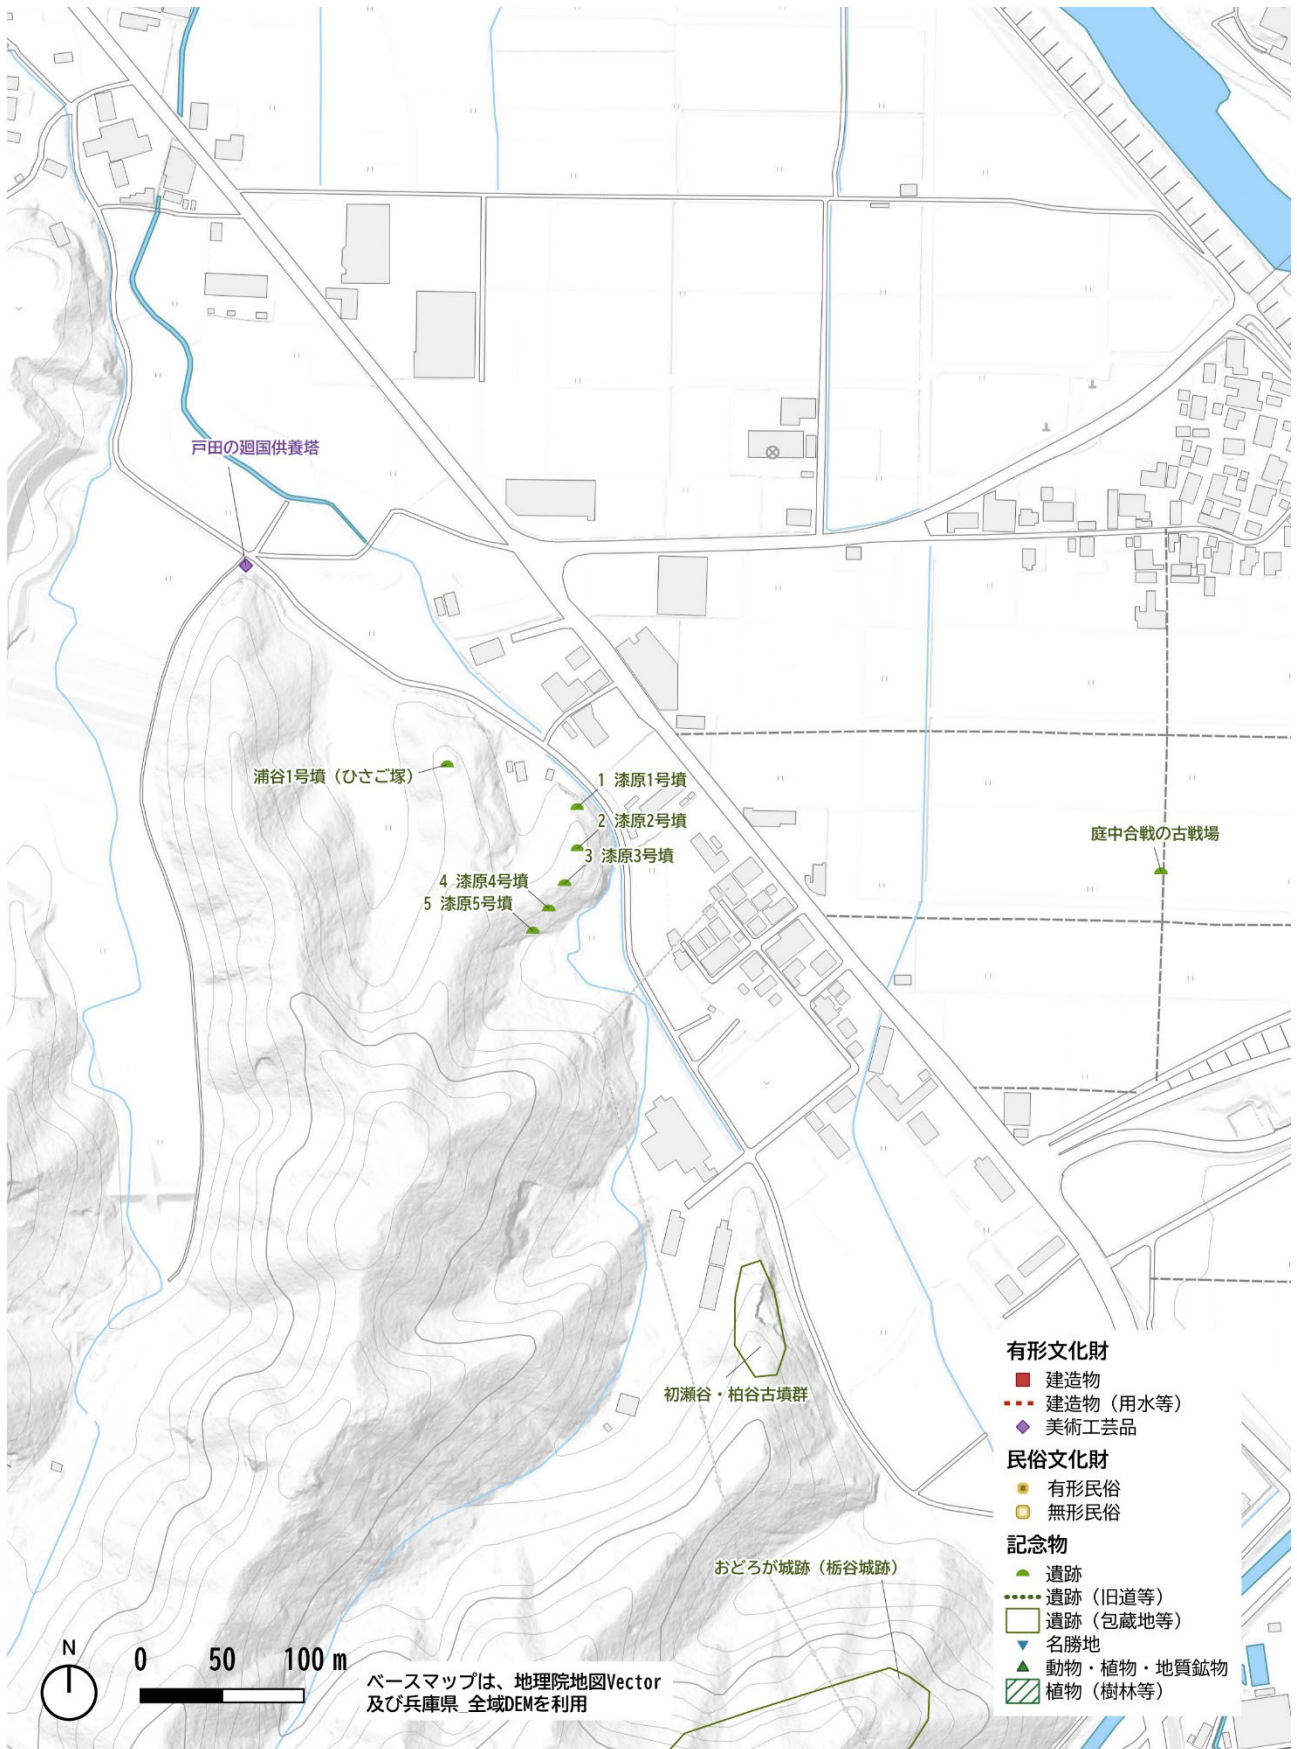 戸田の廻国供養塔
浦谷1号墳（ひさご塚）
1 漆原1号墳
2 漆原2号墳
3 漆原3号墳
4 漆原4号墳
5 漆原5号墳
庭中合戦の古戦場
初瀬谷・柏谷古墳群
おどろが城跡（栃谷城跡）
有形文化財
建造物
建造物（用水等）
美術工芸品
民俗文化財
有形民俗
無形民俗
記念物
遺跡
遺跡（旧道等）
遺跡（包蔵地等）
名勝地
動物・植物・地質鉱物
植物（樹林等）
N
0 50 100 m
ベースマップは、地理院地図Vector
及び兵庫県_全域DEMを利用